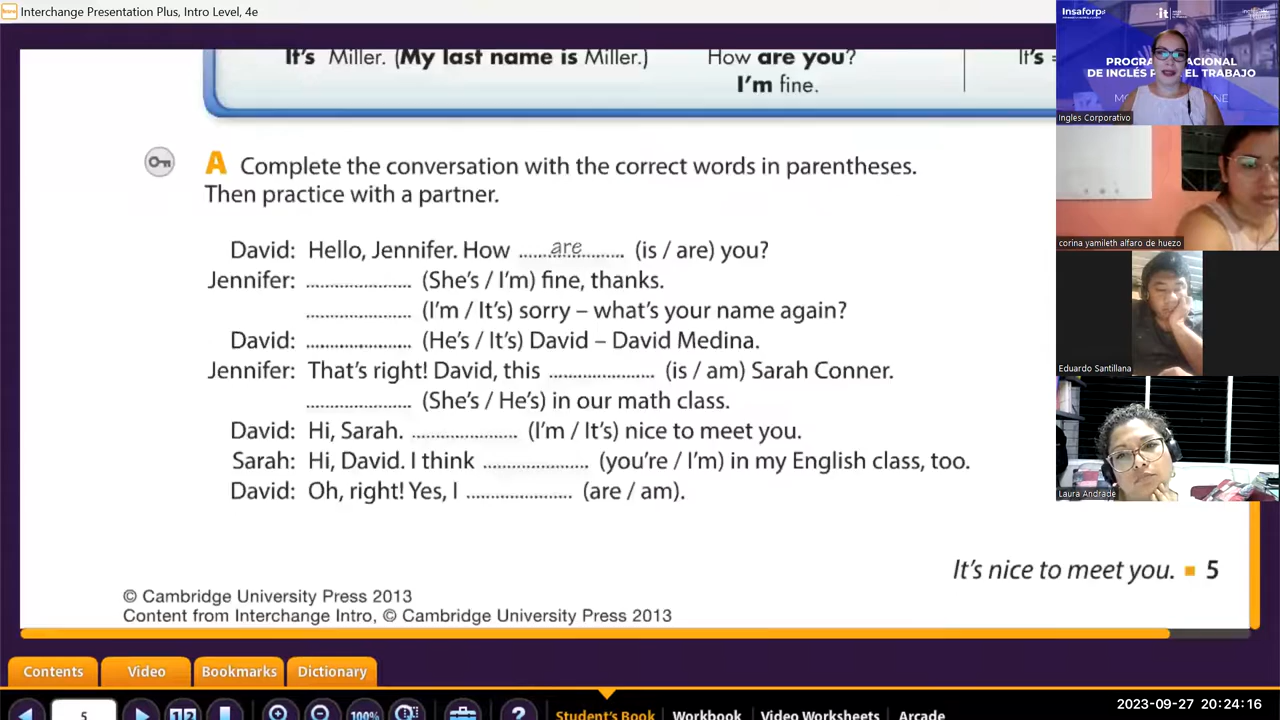 Interchange Presentation Plus, Intro Level, 4e
It's Miller. (My last name is Miller.)
How are you?
It's =
I'm fine.
A Complete the conversation with the correct words in parentheses.
Then practice with a partner.
David: Hello, Jennifer. How ......are...... (is / are) you?
Jennifer: ...................... (She's / I'm) fine, thanks.
...................... (I'm / It's) sorry – what's your name again?
David: ...................... (He's / It's) David – David Medina.
Jennifer: That's right! David, this ...................... (is / am) Sarah Conner.
...................... (She's / He's) in our math class.
David: Hi, Sarah. ...................... (I'm / It's) nice to meet you.
Sarah: Hi, David. I think ...................... (you're / I'm) in my English class, too.
David: Oh, right! Yes, I ...................... (are / am).
It's nice to meet you. ■ 5
© Cambridge University Press 2013
Content from Interchange Intro, © Cambridge University Press 2013
Contents
Video
Bookmarks
Dictionary
5
100%
?
Student's Book
Workbook
Video Worksheets
Arcade
Insaforp
it
Ingles Corporativo
corina yamileth alfaro de huezo
Eduardo Santillana
Laura Andrade
2023-09-27 20:24:16